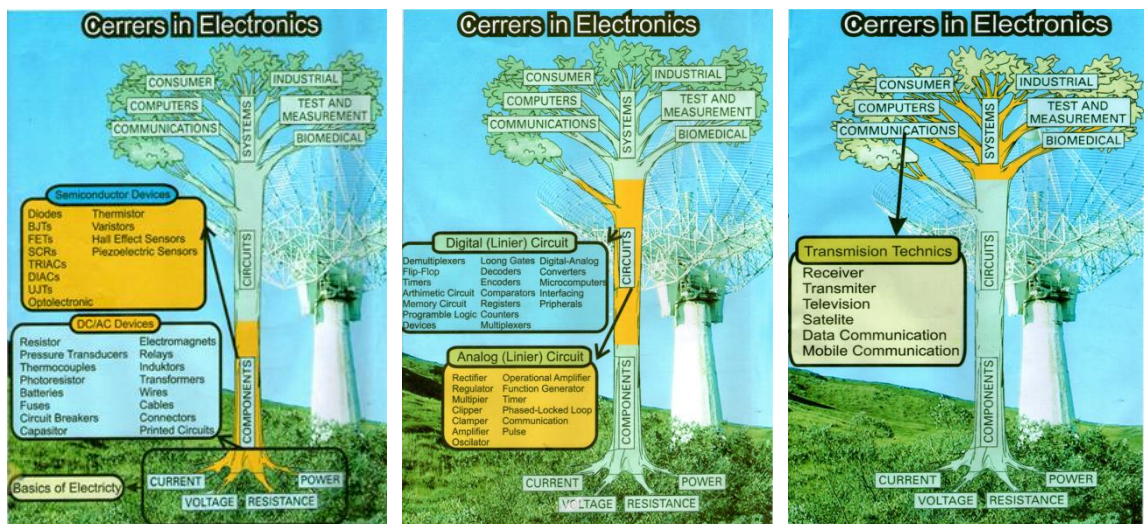 Cerrers in Electronics
CONSUMER
INDUSTRIAL
COMPUTERS
TEST AND
MEASUREMENT
COMMUNICATIONS
BIOMEDICAL
SYSTEMS
CIRCUITS
COMPONENTS
Semiconductor Devices
Diodes Thermistor
BJTs Varistors
FETs Hall Effect Sensors
SCRs Piezoelectric Sensors
TRIACs
DIACs
UJTs
Optolectronic
DC/AC Devices
Resistor Electromagnets
Pressure Transducers Relays
Thermocouples Induktors
Photoresistor Transformers
Batteries Wires
Fuses Cables
Circuit Breakers Connectors
Capasitor Printed Circuits
Basics of Electricty
CURRENT
POWER
VOLTAGE
RESISTANCE
Cerrers in Electronics
CONSUMER
INDUSTRIAL
COMPUTERS
TEST AND
MEASUREMENT
COMMUNICATIONS
BIOMEDICAL
SYSTEMS
CIRCUITS
COMPONENTS
Digital (Linier) Circuit
Demultiplexers Loong Gates Digital-Analog
Flip-Flop Decoders Converters
Timers Encoders Microcomputers
Arthimetic Circuit Comparators Interfacing
Memory Circuit Registers Pripherals
Programble Logic Counters
Devices Multiplexers
Analog (Linier) Circuit
Rectifier Operational Amplifier
Regulator Function Generator
Multipier Timer
Clipper Phased-Locked Loop
Clamper Communication
Amplifier Pulse
Oscilator
CURRENT
POWER
VOLTAGE
RESISTANCE
Cerrers in Electronics
CONSUMER
INDUSTRIAL
COMPUTERS
TEST AND
MEASUREMENT
COMMUNICATIONS
BIOMEDICAL
SYSTEMS
CIRCUITS
COMPONENTS
Transmision Technics
Receiver
Transmiter
Television
Satelite
Data Communication
Mobile Communication
CURRENT
POWER
VOLTAGE
RESISTANCE